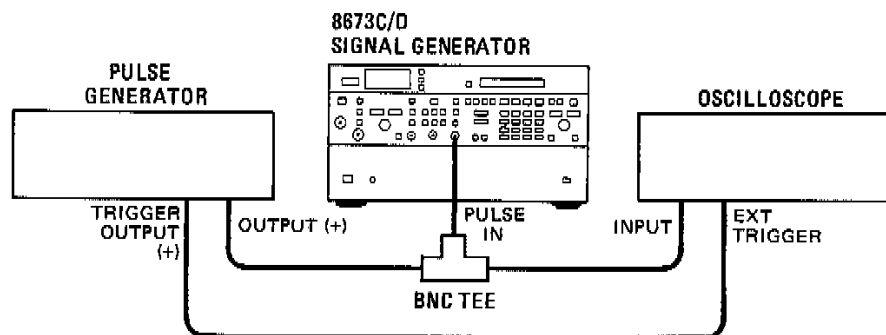 8673C/D
SIGNAL GENERATOR
PULSE
GENERATOR
OSCILLOSCOPE
TRIGGER
OUTPUT
(+)
OUTPUT (+)
PULSE
IN
INPUT
EXT
TRIGGER
BNC TEE